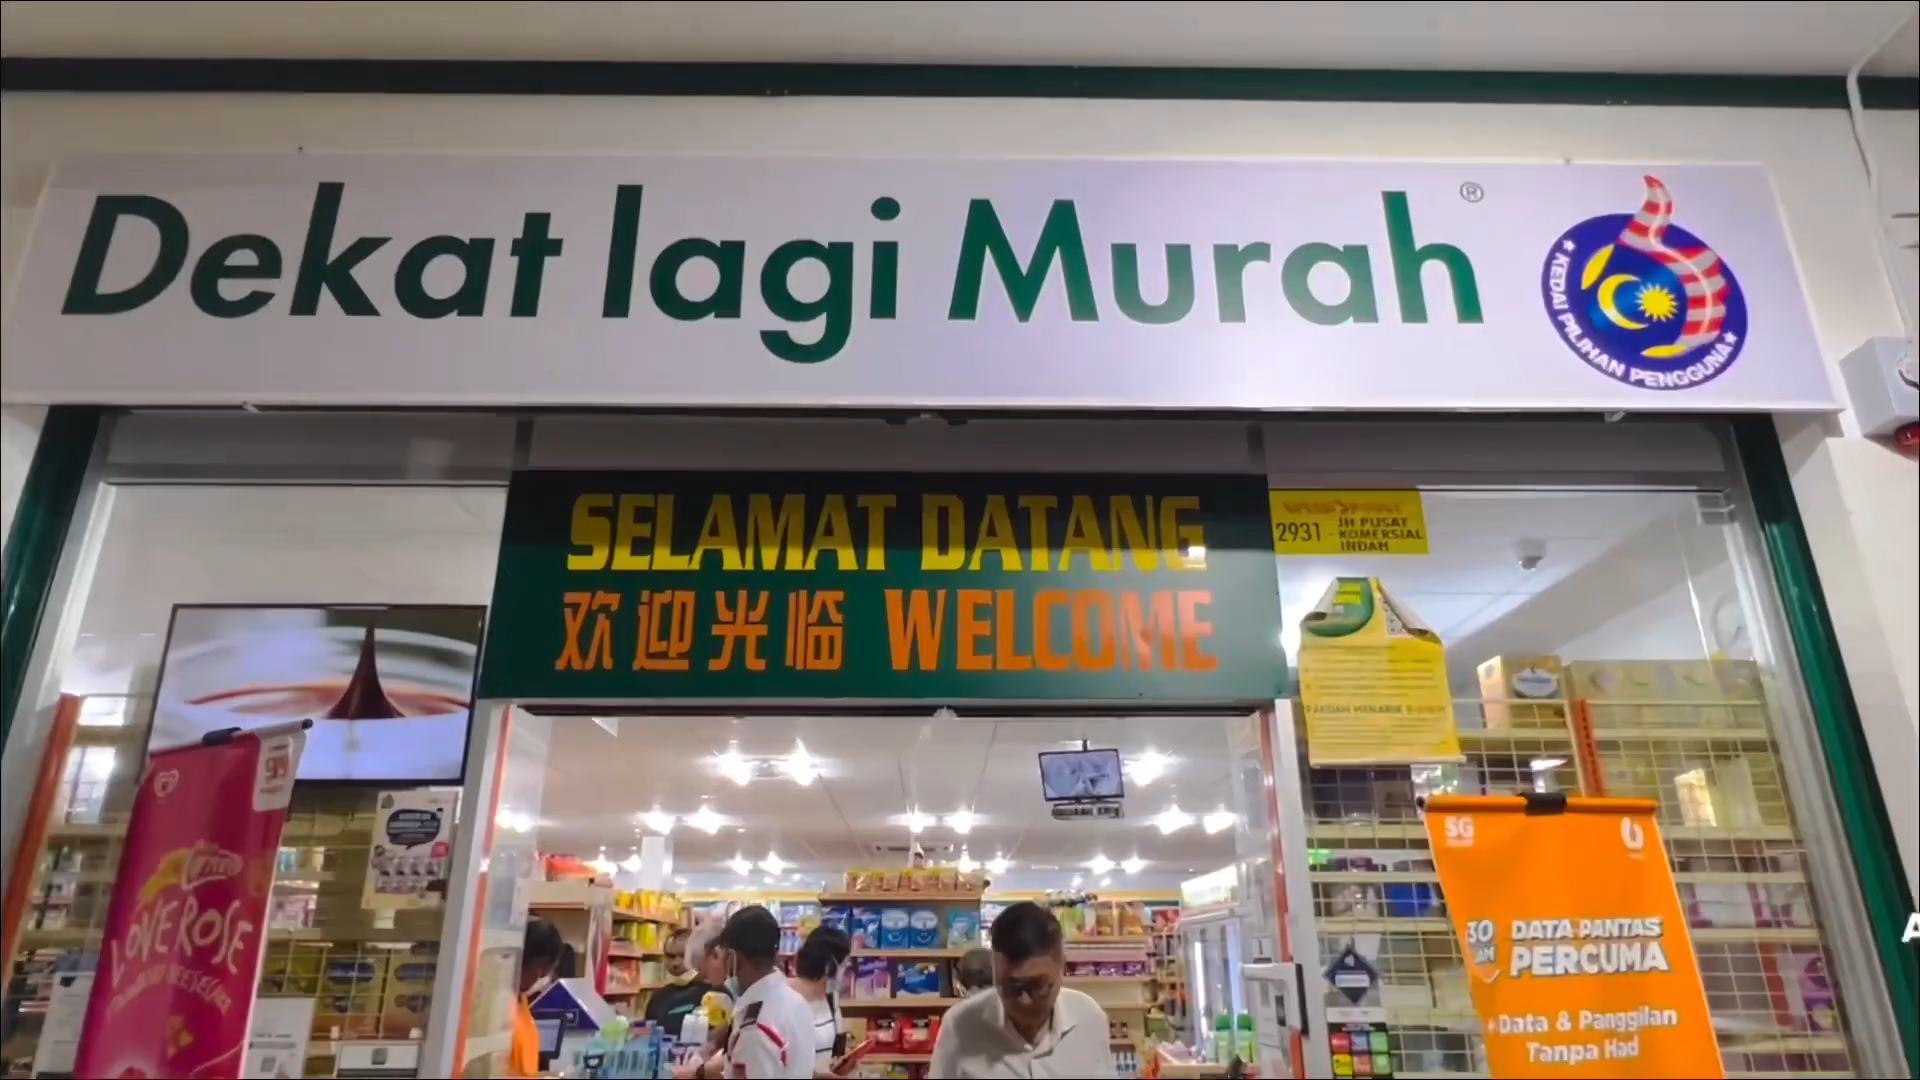 Dekat lagi Murah ®
KEDAI PILIHAN PENGGUNA
SELAMAT DATANG
欢迎光临 WELCOME
2931 - JH PUSAT
KOMERSIAL
INDAH
LOVE ROSE
5G
30
DATA PANTAS
PERCUMA
Data & Panggilan
Tanpa Had